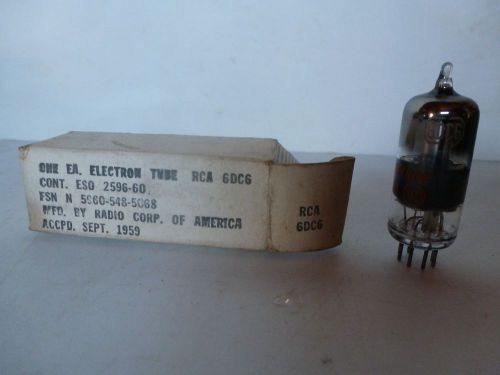 ONE EA. ELECTRON TUBE RCA 6DC6
CONT. ESO 2596-60
FSN N 5960-548-5068
MFD. BY RADIO CORP. OF AMERICA
ACCPD. SEPT. 1959
RCA
6DC6